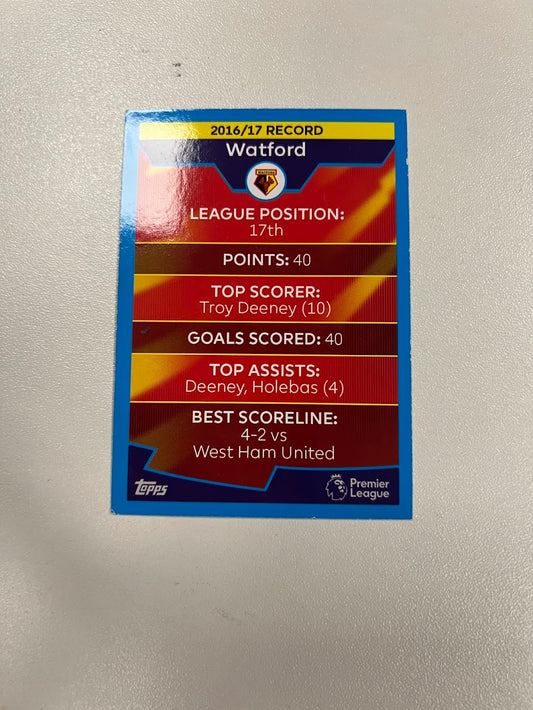 2016/17 RECORD
Watford
WATFORD
LEAGUE POSITION:
17th
POINTS: 40
TOP SCORER:
Troy Deeney (10)
GOALS SCORED: 40
TOP ASSISTS:
Deeney, Holebas (4)
BEST SCORELINE:
4-2 vs
West Ham United
Topps
Premier
League